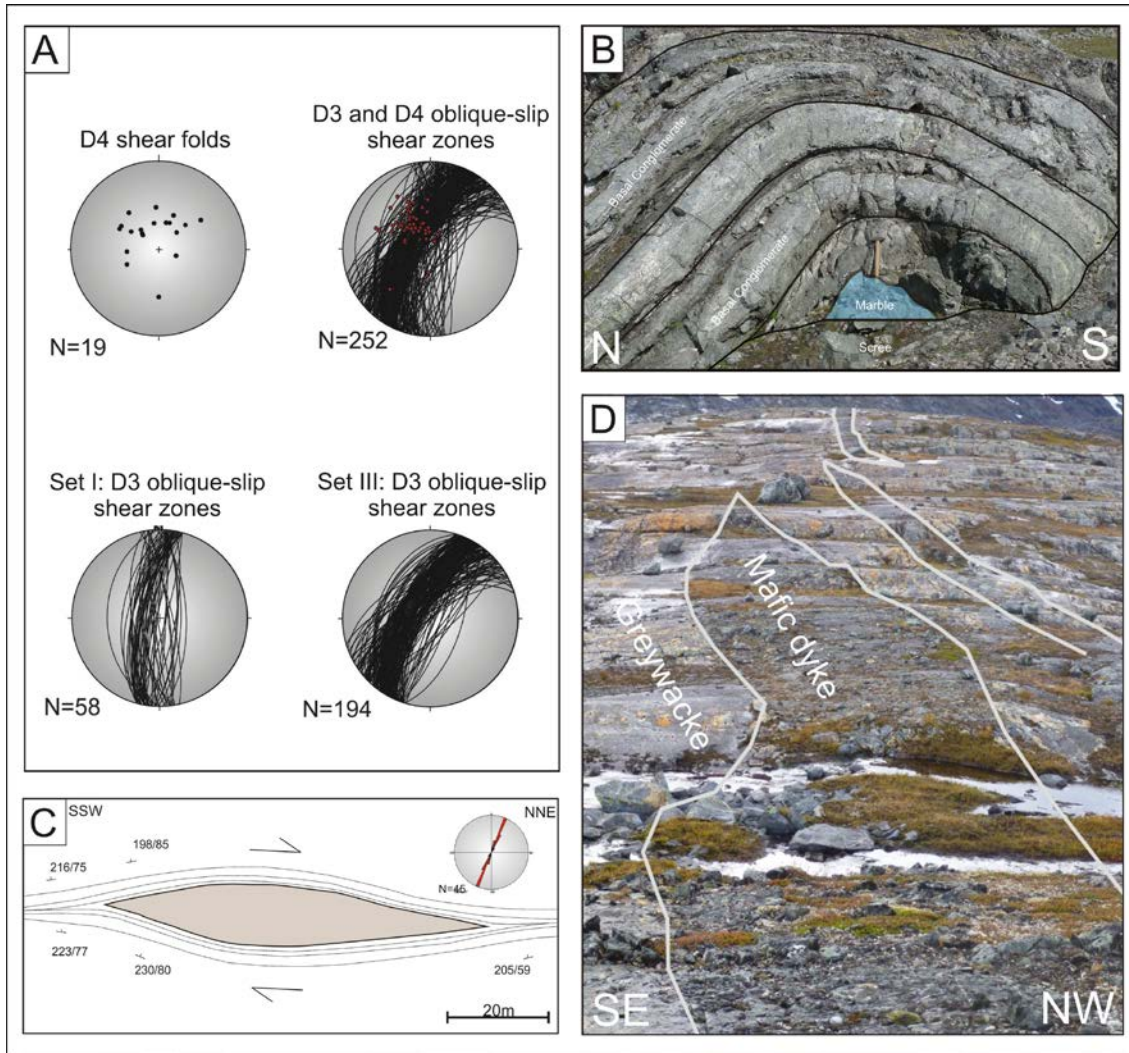 A
D4 shear folds
N=19
D3 and D4 oblique-slip
shear zones
N=252
Set I: D3 oblique-slip
shear zones
N=58
Set III: D3 oblique-slip
shear zones
N=194
B
Basal Conglomerate
Basal Conglomerate
Marble
Scree
N
S
C
SSW
NNE
198/85
216/75
N=45
223/77
230/80
205/59
20m
D
Mafic dyke
Greywacke
SE
NW